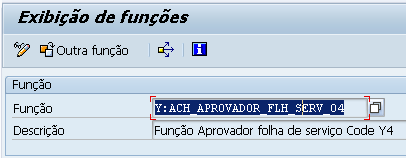 Exibição de funções
Outra função
Função
Função Y:ACH_APROVADOR_FLH_SERV_04
Descrição Função Aprovador folha de serviço Code Y4